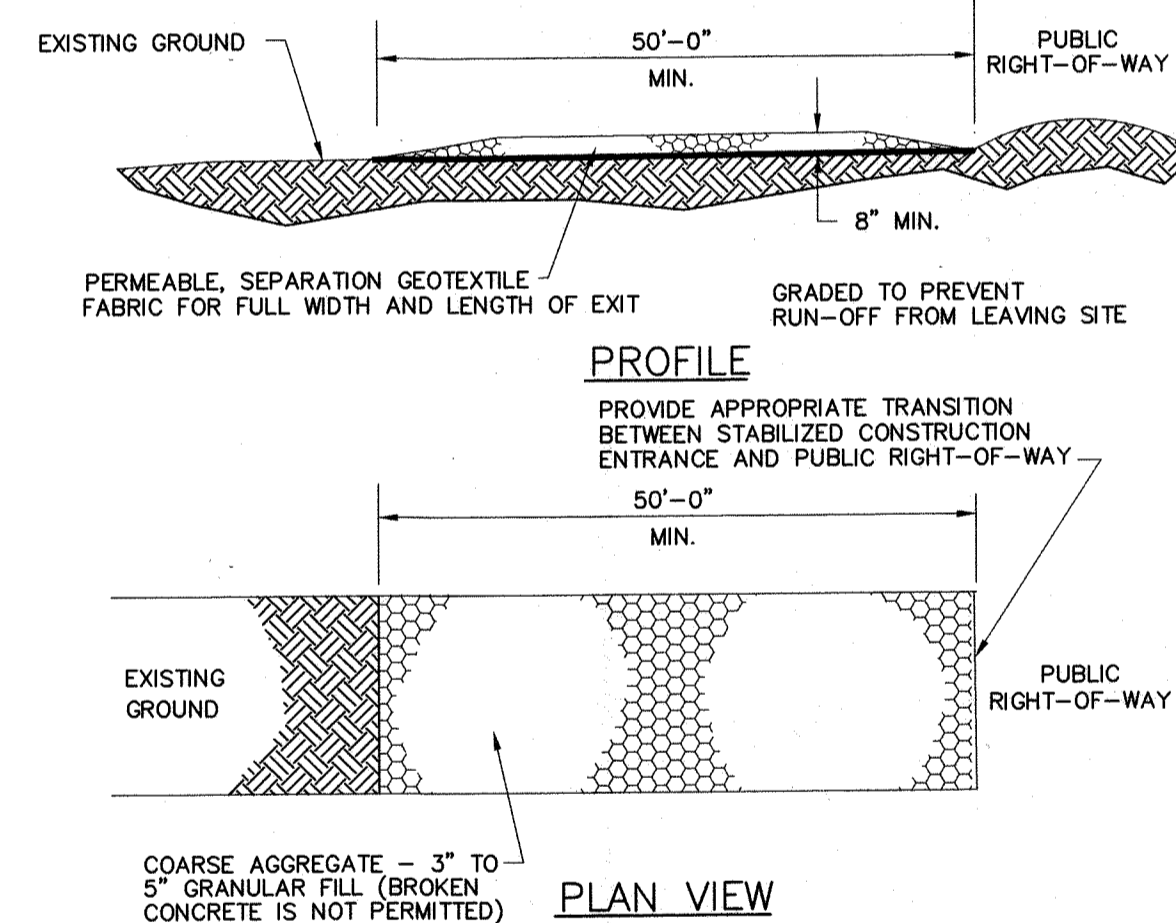 EXISTING GROUND
50'-0"
MIN.
PUBLIC
RIGHT-OF-WAY
8" MIN.
PERMEABLE, SEPARATION GEOTEXTILE
FABRIC FOR FULL WIDTH AND LENGTH OF EXIT
GRADED TO PREVENT
RUN-OFF FROM LEAVING SITE
PROFILE
PROVIDE APPROPRIATE TRANSITION
BETWEEN STABILIZED CONSTRUCTION
ENTRANCE AND PUBLIC RIGHT-OF-WAY
50'-0"
MIN.
EXISTING
GROUND
PUBLIC
RIGHT-OF-WAY
COARSE AGGREGATE - 3" TO
5" GRANULAR FILL (BROKEN
CONCRETE IS NOT PERMITTED)
PLAN VIEW